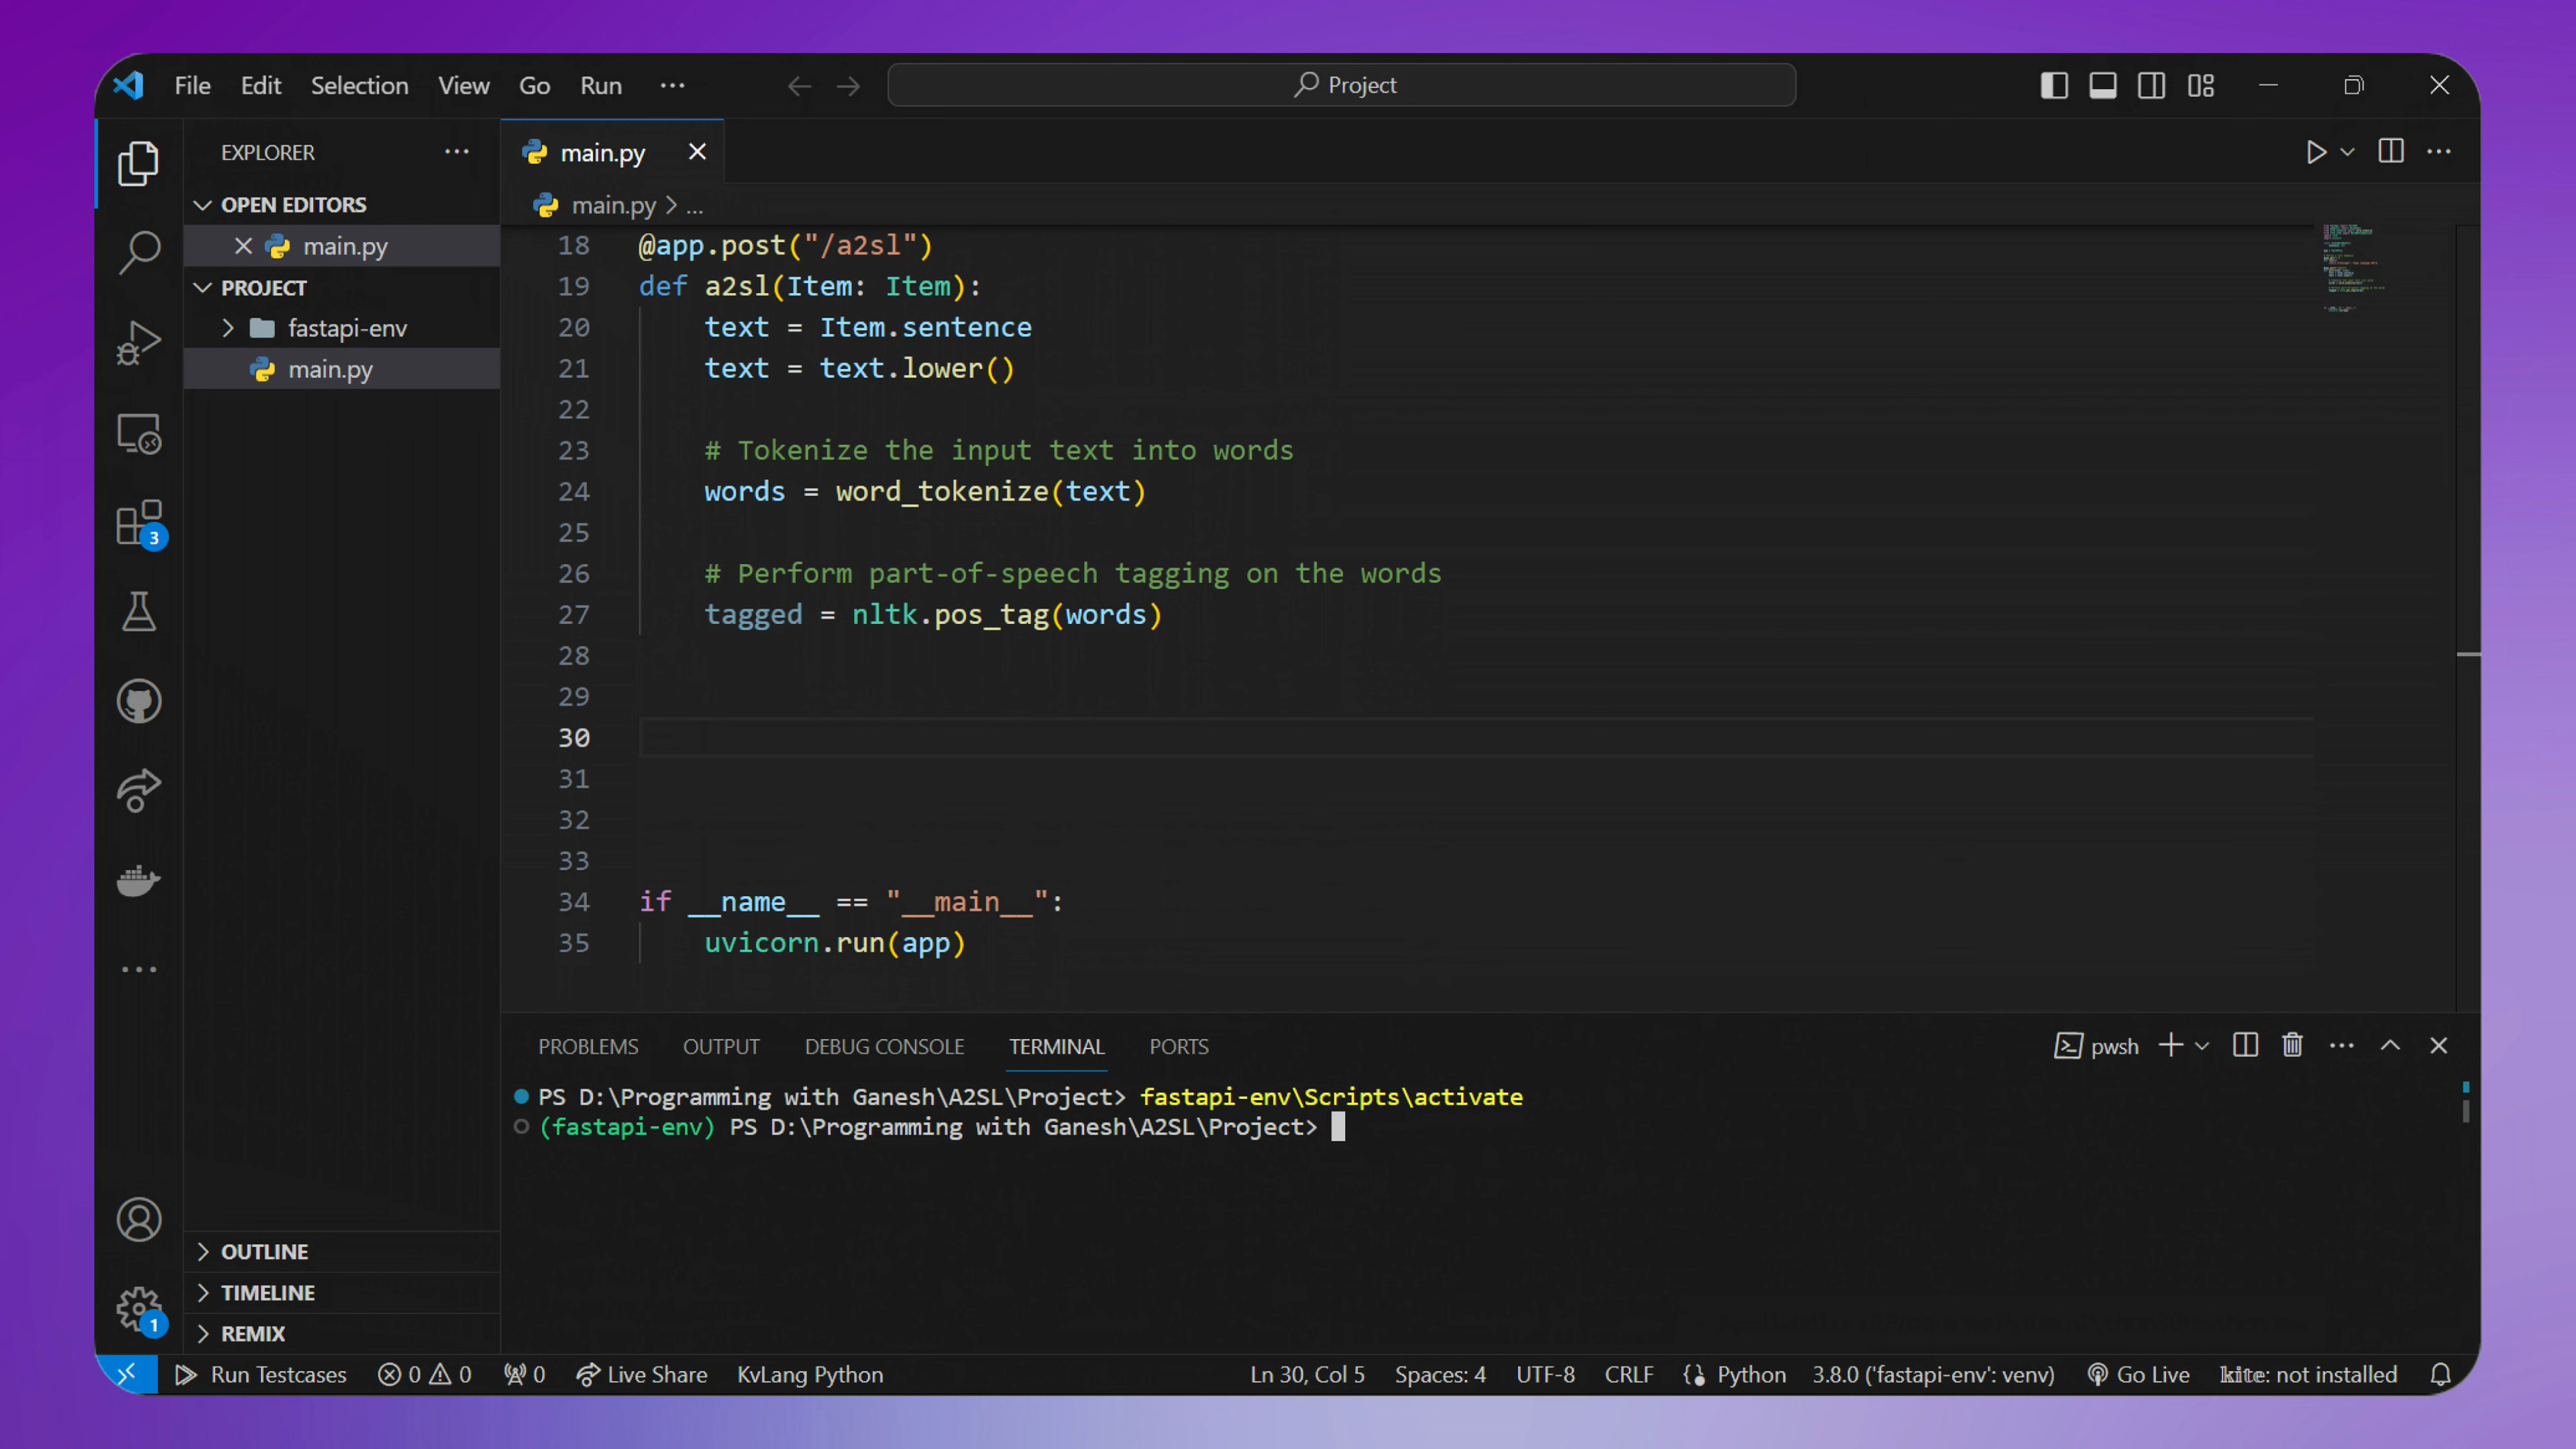 File Edit Selection View Go Run ...
Project
EXPLORER ...
OPEN EDITORS
main.py
PROJECT
fastapi-env
main.py
3
1
OUTLINE
TIMELINE
REMIX
main.py
main.py > ...
18 @app.post("/a2sl")
19 def a2sl(Item: Item):
20 text = Item.sentence
21 text = text.lower()
22
23 # Tokenize the input text into words
24 words = word_tokenize(text)
25
26 # Perform part-of-speech tagging on the words
27 tagged = nltk.pos_tag(words)
28
29
30
31
32
33
34 if __name__ == "__main__":
35 uvicorn.run(app)
PROBLEMS OUTPUT DEBUG CONSOLE TERMINAL PORTS pwsh
PS D:\Programming with Ganesh\A2SL\Project> fastapi-env\Scripts\activate
(fastapi-env) PS D:\Programming with Ganesh\A2SL\Project>
Run Testcases 0 0 0 Live Share KvLang Python Ln 30, Col 5 Spaces: 4 UTF-8 CRLF Python 3.8.0 ('fastapi-env': venv) Go Live kite: not installed